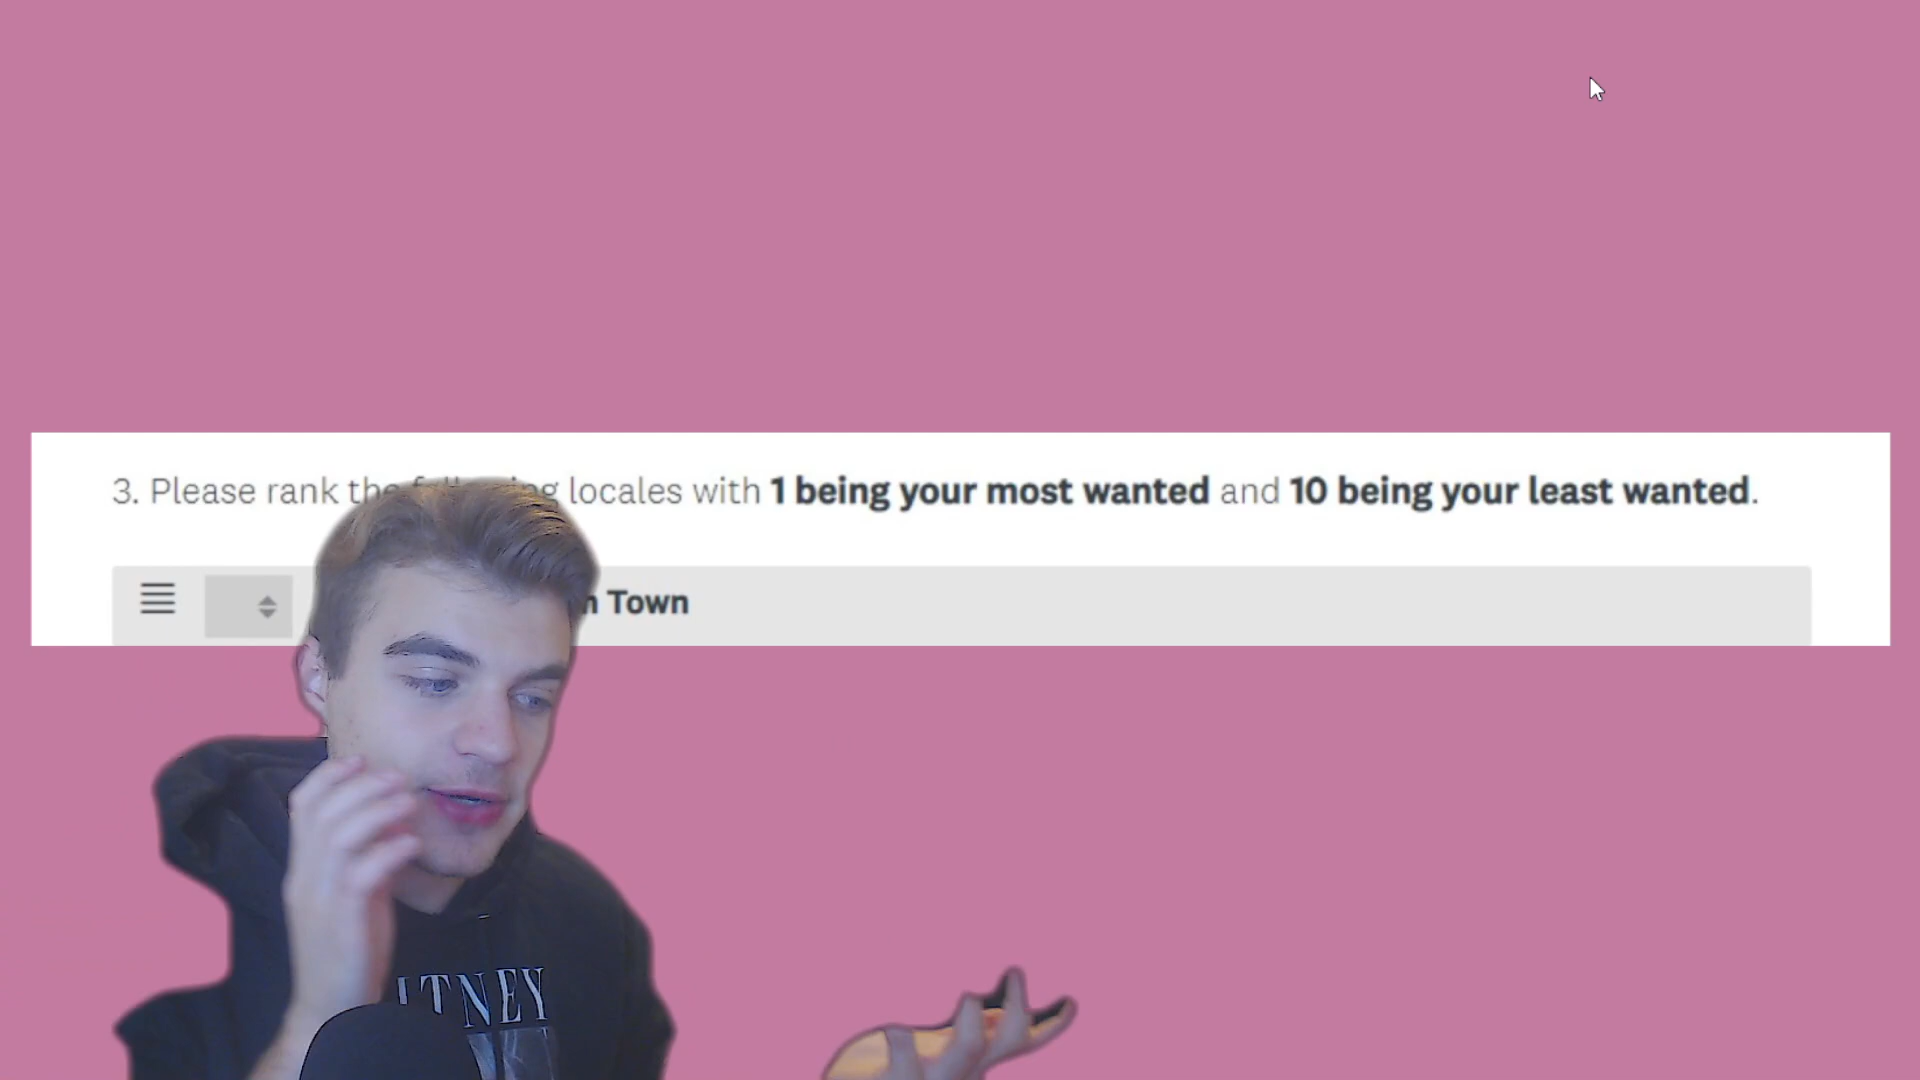 3. Please rank the following locales with 1 being your most wanted and 10 being your least wanted.
Town
ITNEY